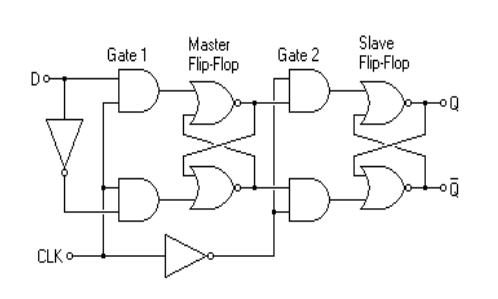 Gate 1
Master
Flip-Flop
Gate 2
Slave
Flip-Flop
D
Q
Q̅
CLK